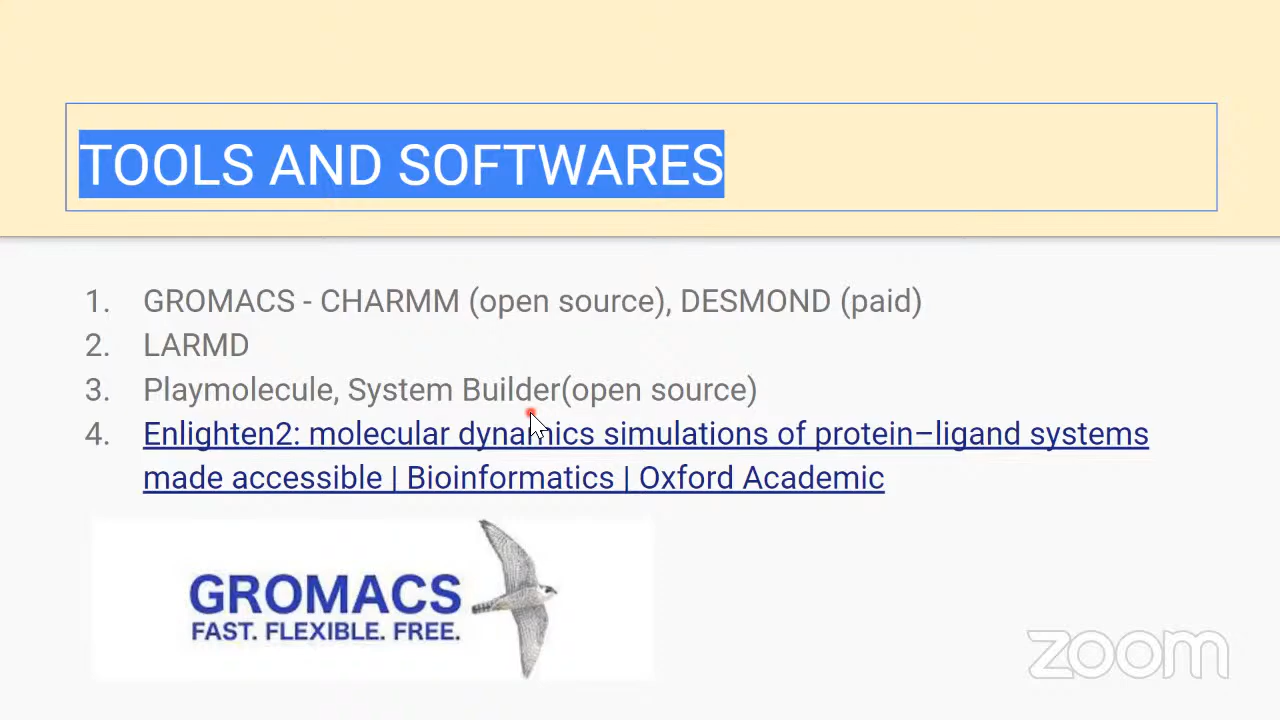 TOOLS AND SOFTWARES
1. GROMACS - CHARMM (open source), DESMOND (paid)
2. LARMD
3. Playmolecule, System Builder(open source)
4. Enlighten2: molecular dynamics simulations of protein–ligand systems
made accessible | Bioinformatics | Oxford Academic
GROMACS
FAST. FLEXIBLE. FREE.
zoom